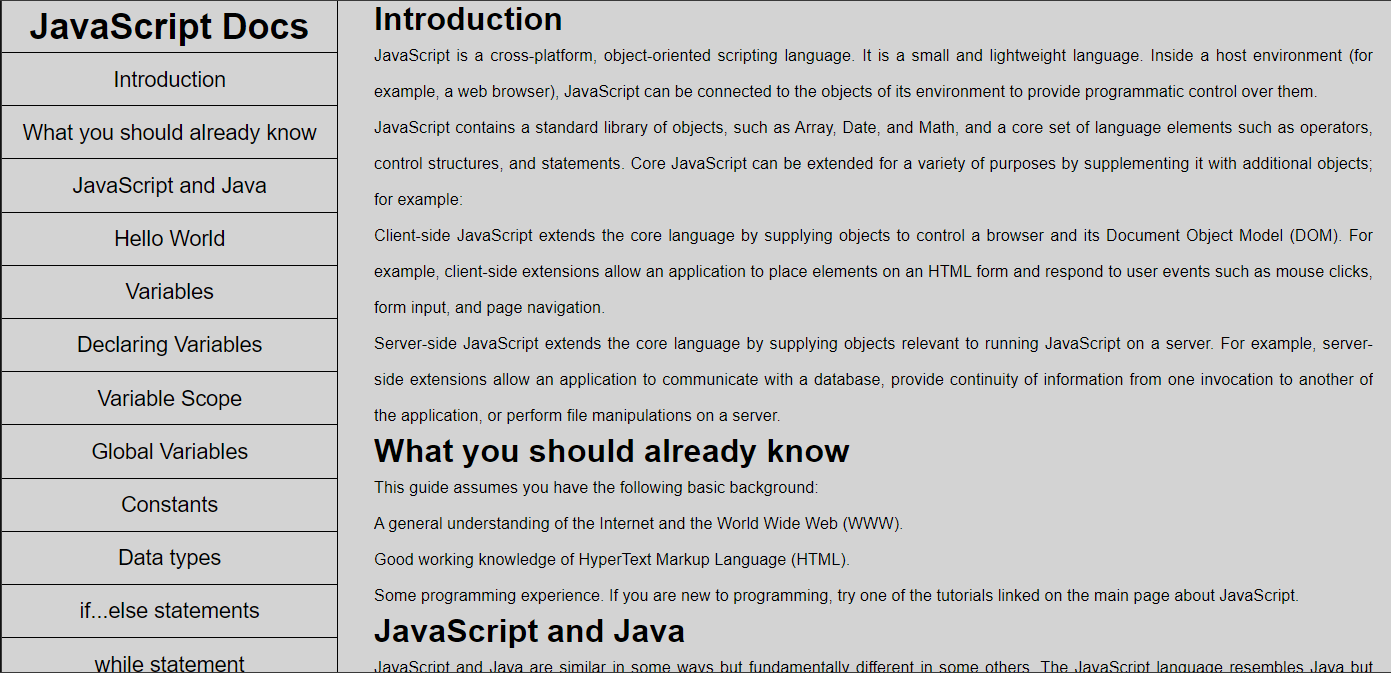 JavaScript Docs
Introduction
What you should already know
JavaScript and Java
Hello World
Variables
Declaring Variables
Variable Scope
Global Variables
Constants
Data types
if...else statements
while statement
Introduction
JavaScript is a cross-platform, object-oriented scripting language. It is a small and lightweight language. Inside a host environment (for
example, a web browser), JavaScript can be connected to the objects of its environment to provide programmatic control over them.
JavaScript contains a standard library of objects, such as Array, Date, and Math, and a core set of language elements such as operators,
control structures, and statements. Core JavaScript can be extended for a variety of purposes by supplementing it with additional objects;
for example:
Client-side JavaScript extends the core language by supplying objects to control a browser and its Document Object Model (DOM). For
example, client-side extensions allow an application to place elements on an HTML form and respond to user events such as mouse clicks,
form input, and page navigation.
Server-side JavaScript extends the core language by supplying objects relevant to running JavaScript on a server. For example, server-
side extensions allow an application to communicate with a database, provide continuity of information from one invocation to another of
the application, or perform file manipulations on a server.
What you should already know
This guide assumes you have the following basic background:
A general understanding of the Internet and the World Wide Web (WWW).
Good working knowledge of HyperText Markup Language (HTML).
Some programming experience. If you are new to programming, try one of the tutorials linked on the main page about JavaScript.
JavaScript and Java
JavaScript and Java are similar in some ways but fundamentally different in some others. The JavaScript language resembles Java but